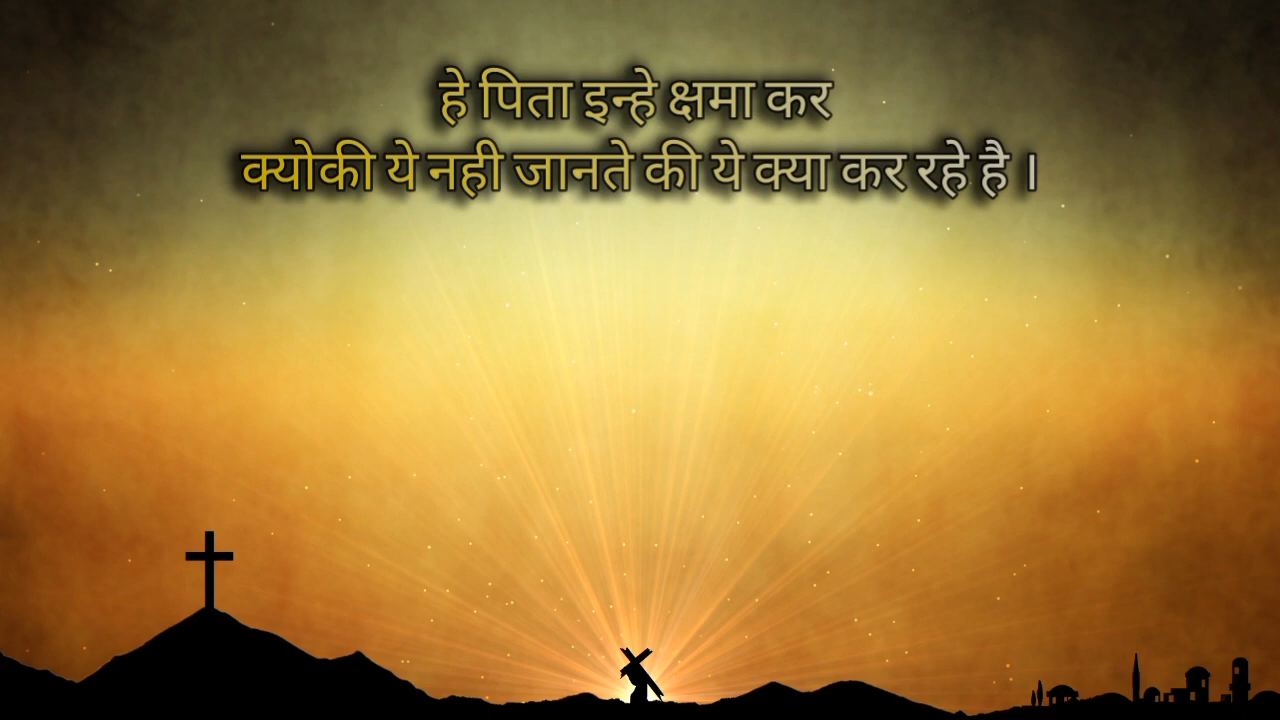 हे पिता इन्हे क्षमा कर
क्योकी ये नही जानते की ये क्या कर रहे है ।